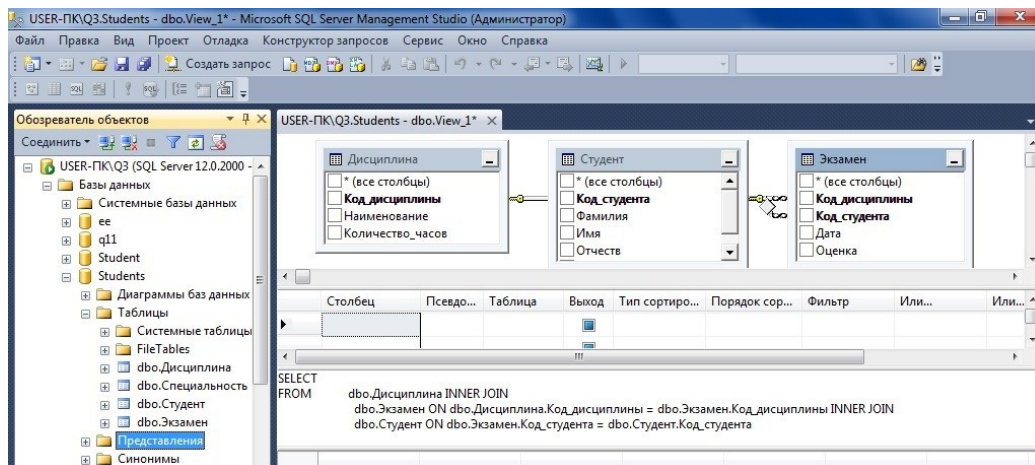 USER-ПК\Q3.Students - dbo.View_1* - Microsoft SQL Server Management Studio (Администратор)
Файл Правка Вид Проект Отладка Конструктор запросов Сервис Окно Справка
Создать запрос
Обозреватель объектов
Соединить
USER-ПК\Q3 (SQL Server 12.0.2000 -
Базы данных
Системные базы данных
ee
q11
Student
Students
Диаграммы баз данных
Таблицы
Системные таблицы
FileTables
dbo.Дисциплина
dbo.Специальность
dbo.Студент
dbo.Экзамен
Представления
Синонимы
USER-ПК\Q3.Students - dbo.View_1*
Дисциплина
* (все столбцы)
Код_дисциплины
Наименование
Количество_часов
Студент
* (все столбцы)
Код_студента
Фамилия
Имя
Отчеств
Экзамен
* (все столбцы)
Код_дисциплины
Код_студента
Дата
Оценка
Столбец Псевдо... Таблица Выход Тип сортиро... Порядок сор... Фильтр Или... Или...
SELECT
FROM dbo.Дисциплина INNER JOIN
dbo.Экзамен ON dbo.Дисциплина.Код_дисциплины = dbo.Экзамен.Код_дисциплины INNER JOIN
dbo.Студент ON dbo.Экзамен.Код_студента = dbo.Студент.Код_студента